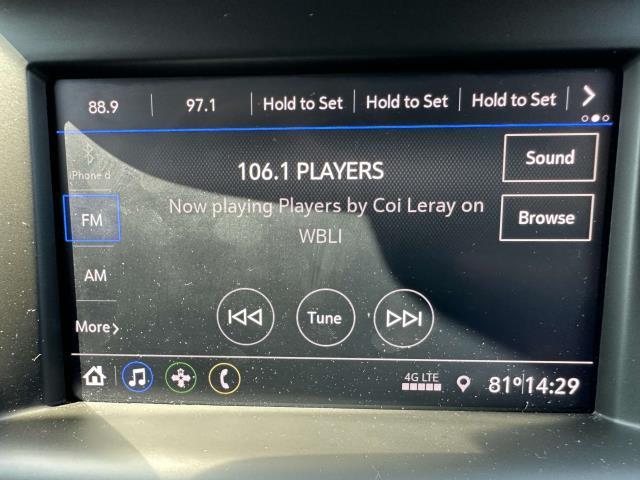 88.9 97.1 Hold to Set Hold to Set Hold to Set
iPhone d
FM
AM
More
106.1 PLAYERS
Now playing Players by Coi Leray on
WBLI
Sound
Browse
Tune
4G LTE
81° 14:29